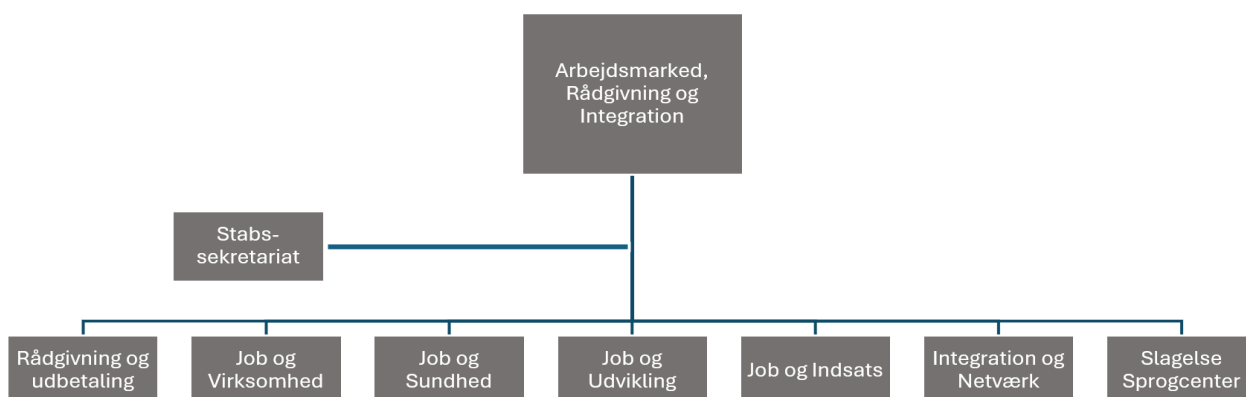 Arbejdsmarked,
Rådgivning og
Integration
Stabs-
sekretariat
Rådgivning og
udbetaling
Job og
Virksomhed
Job og
Sundhed
Job og
Udvikling
Job og Indsats
Integration og
Netværk
Slagelse
Sprogcenter